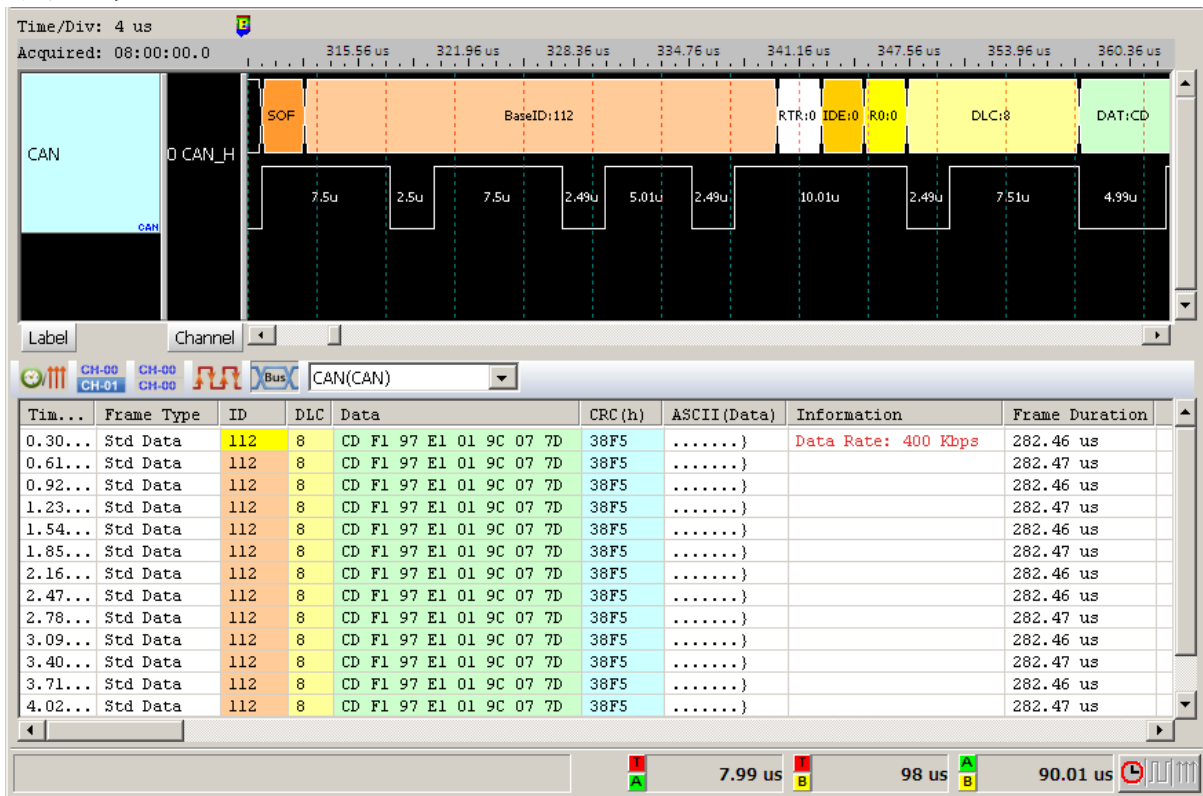 Time/Div: 4 us
Acquired: 08:00:00.0
315.56 us 321.96 us 328.36 us 334.76 us 341.16 us 347.56 us 353.96 us 360.36 us
SOF BaseID:112 RTR:0 IDE:0 R0:0 DLC:8 DAT:CD
CAN 0 CAN_H
7.5u 2.5u 7.5u 2.49u 5.01u 2.49u 10.01u 2.49u 7.51u 4.99u
CAN
Label Channel
CH-00 CH-01 CH-00 CH-00 Bus CAN(CAN)
Tim... Frame Type ID DLC Data CRC(h) ASCII(Data) Information Frame Duration
0.30... Std Data 112 8 CD F1 97 E1 01 9C 07 7D 38F5 .......} Data Rate: 400 Kbps 282.46 us
0.61... Std Data 112 8 CD F1 97 E1 01 9C 07 7D 38F5 .......} 282.47 us
0.92... Std Data 112 8 CD F1 97 E1 01 9C 07 7D 38F5 .......} 282.46 us
1.23... Std Data 112 8 CD F1 97 E1 01 9C 07 7D 38F5 .......} 282.47 us
1.54... Std Data 112 8 CD F1 97 E1 01 9C 07 7D 38F5 .......} 282.46 us
1.85... Std Data 112 8 CD F1 97 E1 01 9C 07 7D 38F5 .......} 282.47 us
2.16... Std Data 112 8 CD F1 97 E1 01 9C 07 7D 38F5 .......} 282.46 us
2.47... Std Data 112 8 CD F1 97 E1 01 9C 07 7D 38F5 .......} 282.47 us
2.78... Std Data 112 8 CD F1 97 E1 01 9C 07 7D 38F5 .......} 282.47 us
3.09... Std Data 112 8 CD F1 97 E1 01 9C 07 7D 38F5 .......} 282.46 us
3.40... Std Data 112 8 CD F1 97 E1 01 9C 07 7D 38F5 .......} 282.47 us
3.71... Std Data 112 8 CD F1 97 E1 01 9C 07 7D 38F5 .......} 282.46 us
4.02... Std Data 112 8 CD F1 97 E1 01 9C 07 7D 38F5 .......} 282.47 us
T A 7.99 us T B 98 us A B 90.01 us